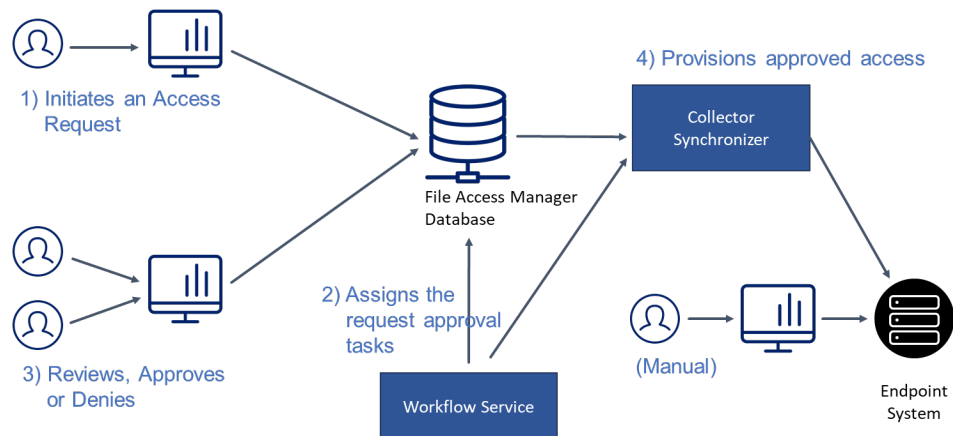 1) Initiates an Access
Request
4) Provisions approved access
Collector
Synchronizer
File Access Manager
Database
2) Assigns the
request approval
tasks
3) Reviews, Approves
or Denies
(Manual)
Workflow Service
Endpoint
System